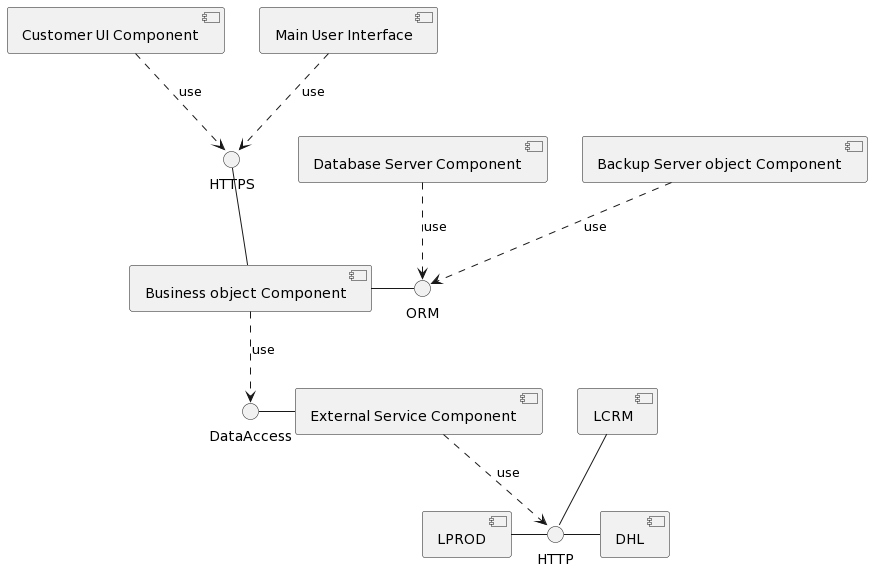 Customer UI Component
Main User Interface
use
use
HTTPS
Database Server Component
Backup Server object Component
use
use
Business object Component
ORM
use
DataAccess
External Service Component
LCRM
use
LPROD
HTTP
DHL